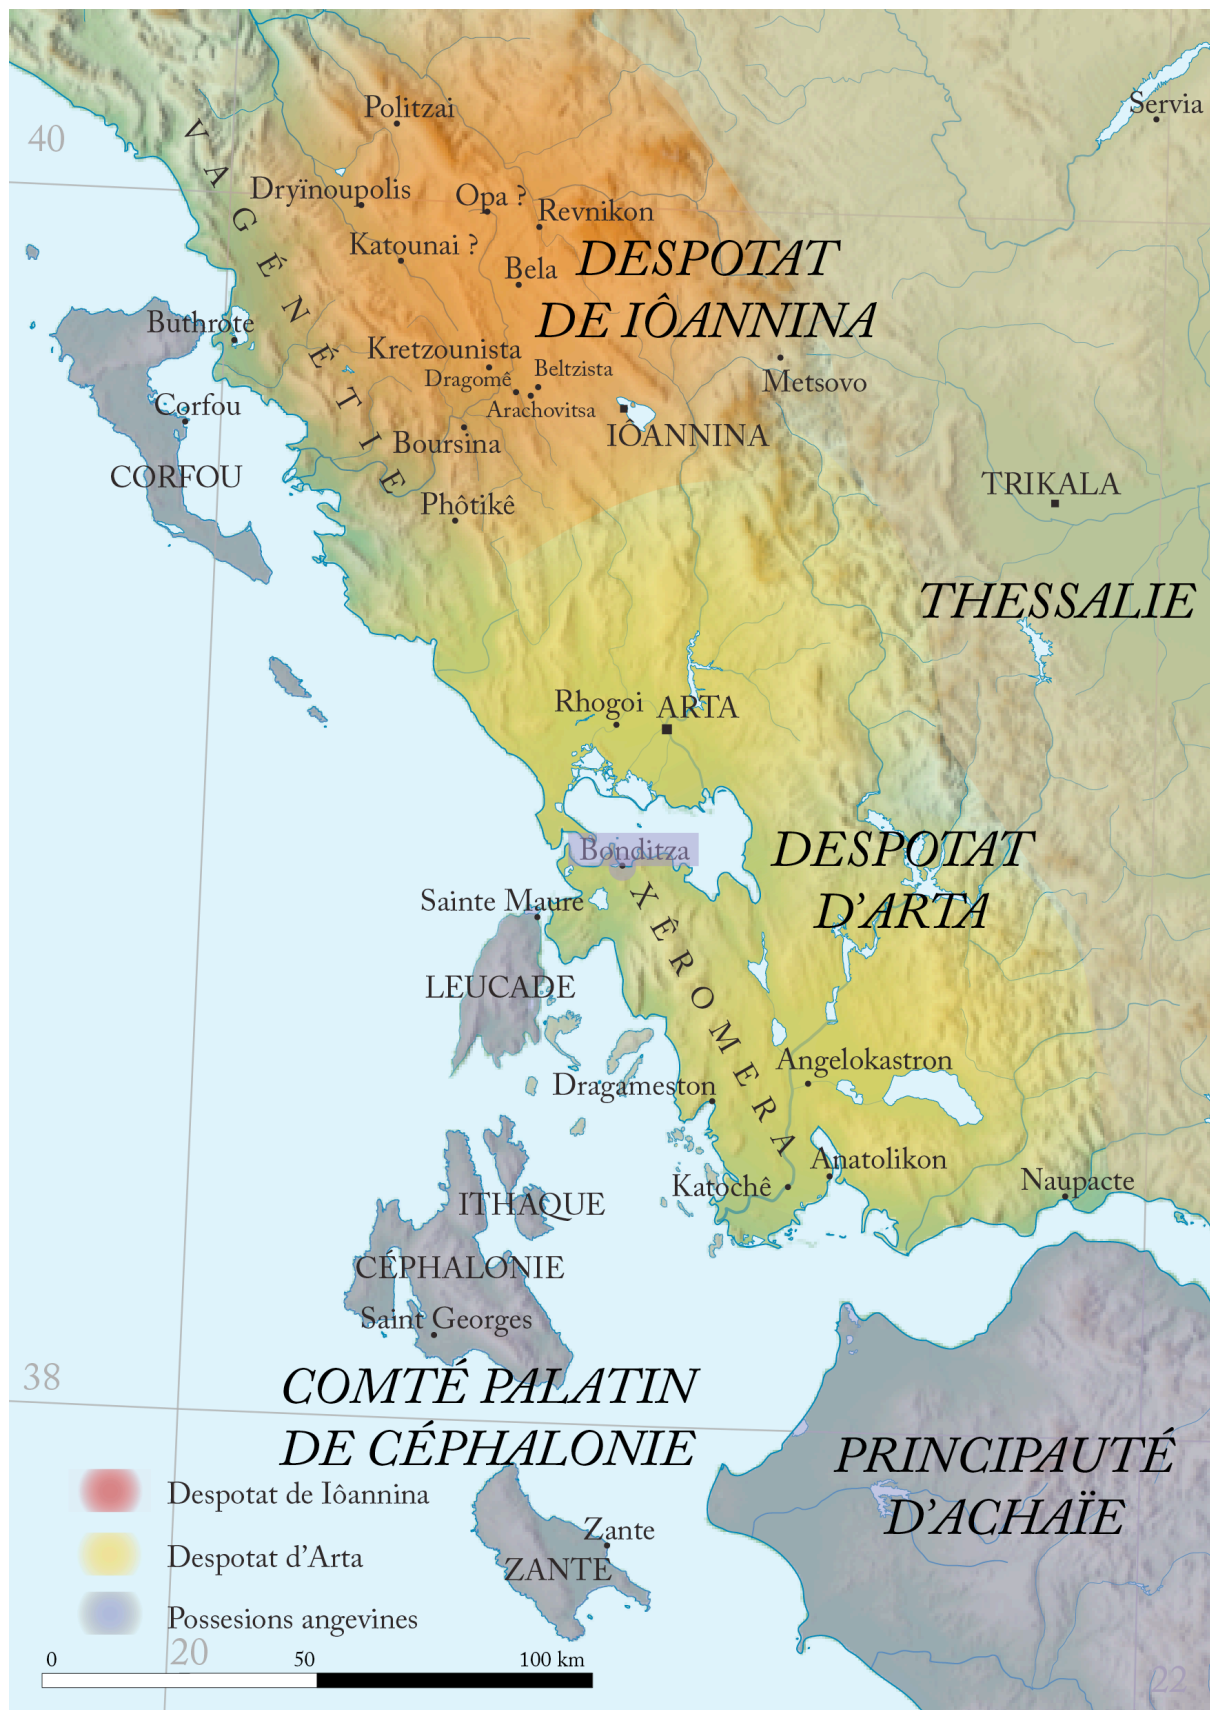 Politzai
Servia
40
VAGÉNÉTIE
Dryïnoupolis
Opa ?
Revnikon
Katounai ?
Bela
DESPOTAT
DE IÔANNINA
Buthrote
Kretzounista
Beltzista
Dragomê
Metsovo
Arachovitsa
Corfou
IÔANNINA
Boursina
CORFOU
TRIKALA
Phôtikê
THESSALIE
Rhogoi
ARTA
Bonditza
DESPOTAT
D’ARTA
Sainte Maure
XÊROMERA
LEUCADE
Angelokastron
Dragameston
Anatolikon
Katochê
Naupacte
ITHAQUE
CÉPHALONIE
Saint Georges
38
COMTÉ PALATIN
DE CÉPHALONIE
PRINCIPAUTÉ
D’ACHAÏE
Zante
ZANTE
Despotat de Iôannina
Despotat d’Arta
Possesions angevines
20
22
0 50 100 km